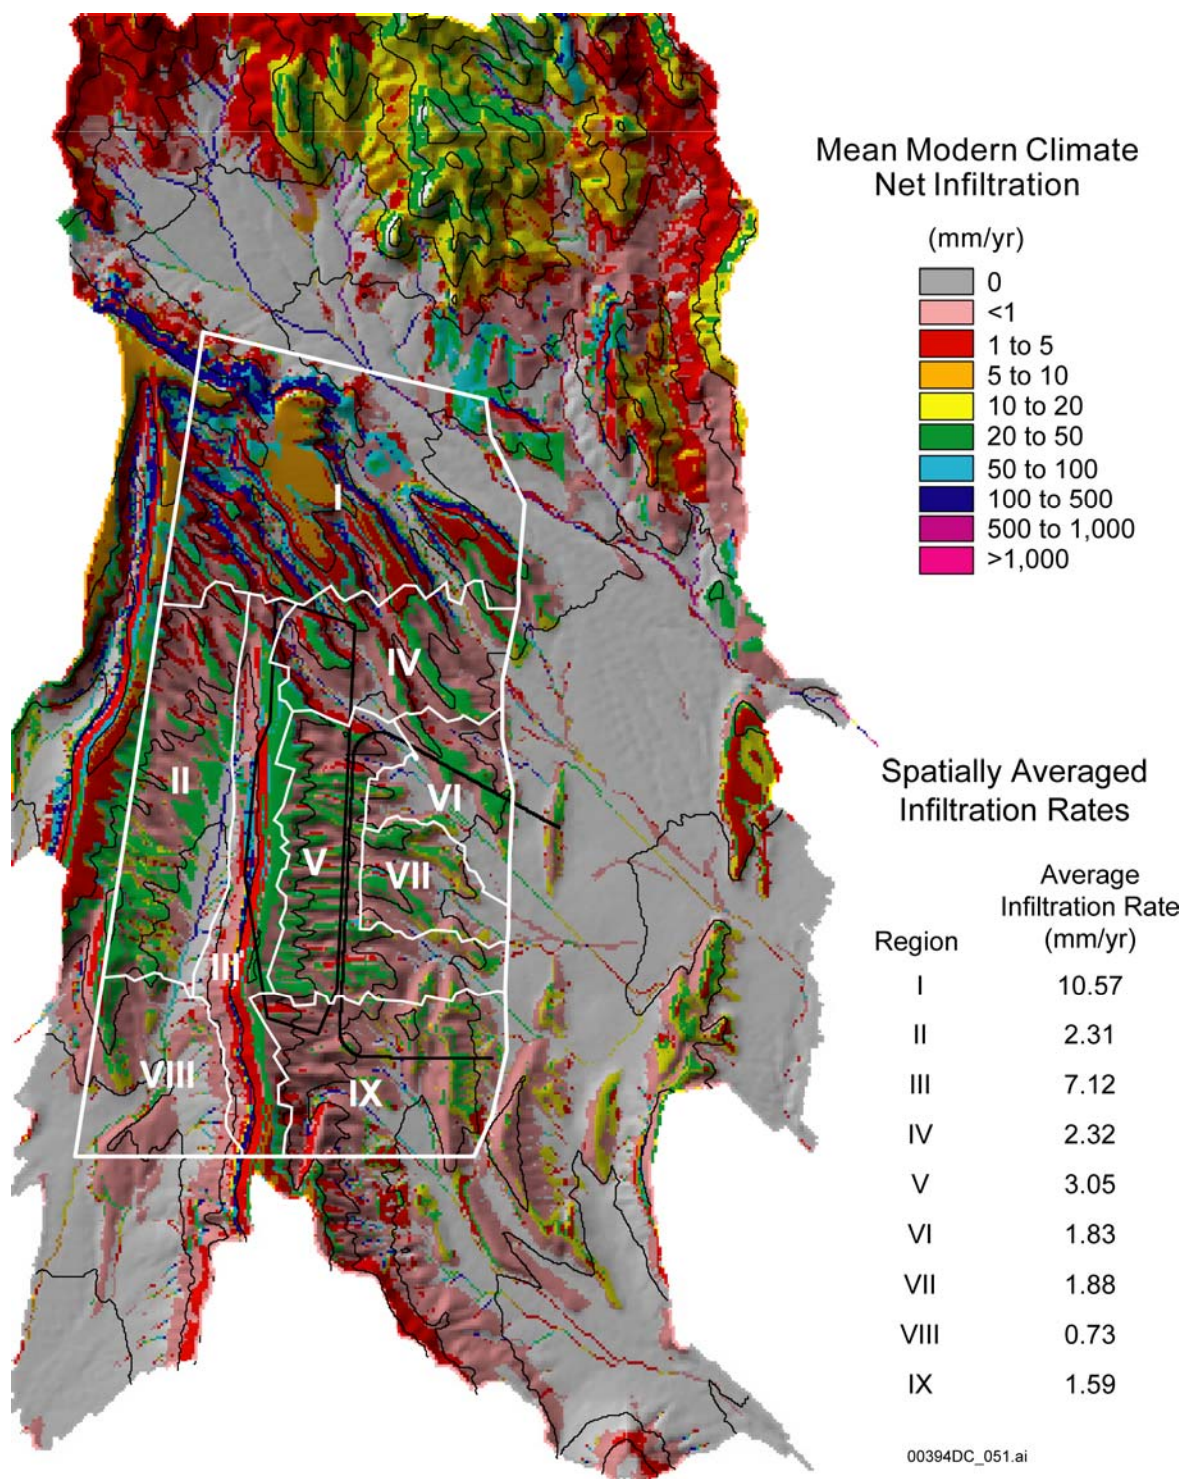 Mean Modern Climate
Net Infiltration
(mm/yr)
0
<1
1 to 5
5 to 10
10 to 20
20 to 50
50 to 100
100 to 500
500 to 1,000
>1,000
I
II
III
IV
V
VI
VII
VIII
IX
Spatially Averaged
Infiltration Rates
Average
Infiltration Rate
Region (mm/yr)
I 10.57
II 2.31
III 7.12
IV 2.32
V 3.05
VI 1.83
VII 1.88
VIII 0.73
IX 1.59
00394DC_051.ai